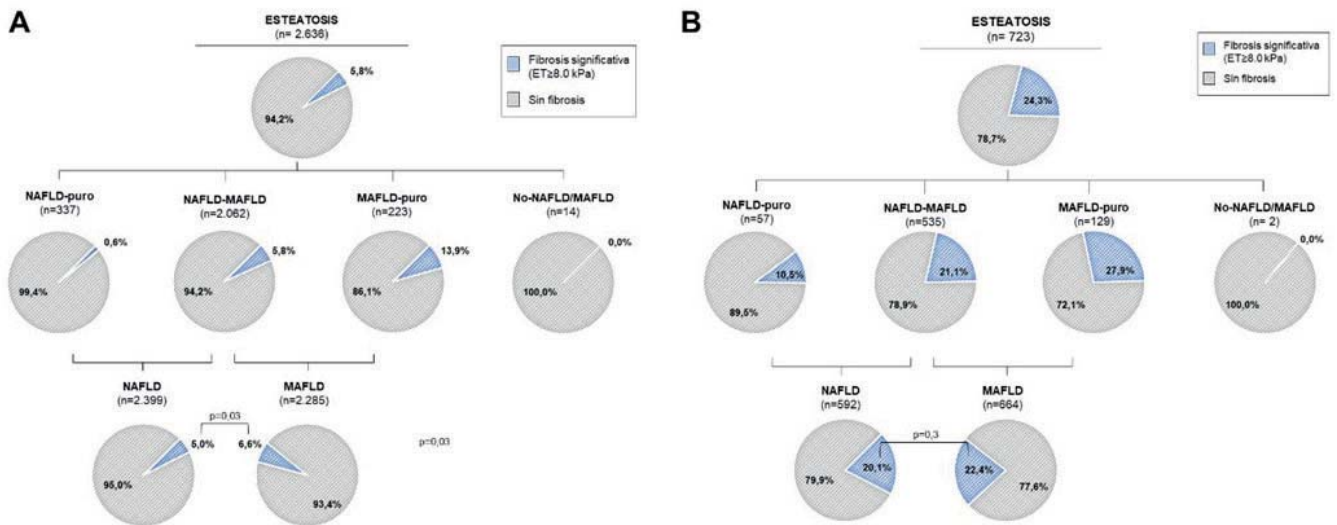 A
ESTEATOSIS
(n= 2.636)
Fibrosis significativa
(ET≥8.0 kPa)
Sin fibrosis
5,8%
94,2%
NAFLD-puro
(n=337)
NAFLD-MAFLD
(n=2.062)
MAFLD-puro
(n=223)
No-NAFLD/MAFLD
(n=14)
0,6%
99,4%
5,8%
94,2%
13,9%
86,1%
0,0%
100,0%
NAFLD
(n=2.399)
MAFLD
(n=2.285)
p=0,03
5,0%
6,6%
p=0,03
95,0%
93,4%
B
ESTEATOSIS
(n= 723)
Fibrosis significativa
(ET≥8.0 kPa)
Sin fibrosis
24,3%
78,7%
NAFLD-puro
(n=57)
NAFLD-MAFLD
(n=535)
MAFLD-puro
(n=129)
No-NAFLD/MAFLD
(n= 2)
10,5%
89,5%
21,1%
78,9%
27,9%
72,1%
0,0%
100,0%
NAFLD
(n=592)
MAFLD
(n=664)
p=0,3
20,1%
22,4%
79,9%
77,6%